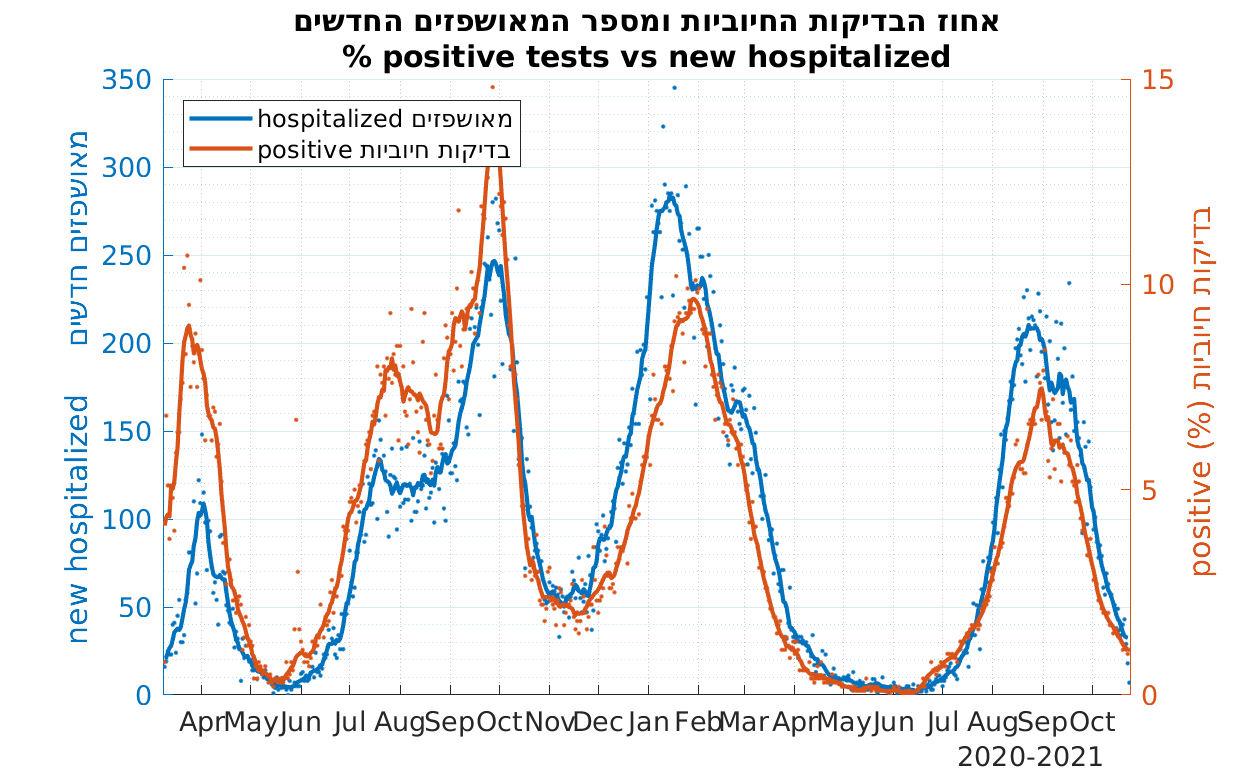 אחוז הבדיקות החיוביות ומספר המאושפזים החדשים
% positive tests vs new hospitalized
350
300
250
200
150
100
50
0
new hospitalized מאושפזים חדשים
hospitalized מאושפזים
positive בדיקות חיוביות
15
10
5
0
positive (%) בדיקות חיוביות
Apr May Jun Jul Aug Sep Oct Nov Dec Jan Feb Mar Apr May Jun Jul Aug Sep Oct
2020-2021